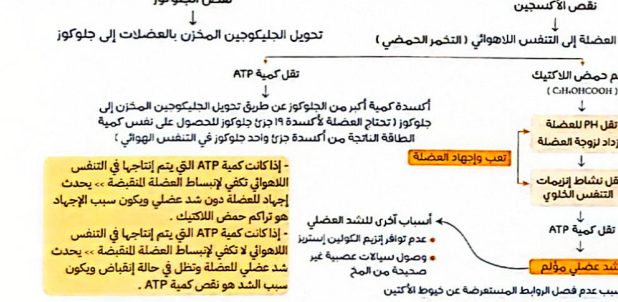 نقص الأكسجين
العضلة إلى التنفس اللاهوائي ( التخمر الحمضي )
تحويل الجليكوجين المخزن بالعضلات إلى جلوكوز
حمض اللاكتيك
( C₂H₅OHCOOH )
تقل PH للعضلة
زداد لزوجة العضلة
قل نشاط إنزيمات
التنفس الخلوي
تقل كمية ATP
شد عضلي مؤلم
سبب عدم فصل الروابط المستعرضة عن خيوط الأكتين
تعب وإجهاد العضلة
تقل كمية ATP
أكسدة كمية أكبر من الجلوكوز عن طريق تحويل الجليكوجين المخزن إلى
جلوكوز ( تحتاج العضلة لأكسدة ١٩ جزئ جلوكوز للحصول على نفس كمية
الطاقة الناتجة من أكسدة جزئ واحد جلوكوز في التنفس الهوائي )
أسباب أخرى للشد العضلي
عدم توافر إنزيم الكولين إستريز
وصول سيالات عصبية غير
صحيحة من المخ
- إذا كانت كمية ATP التي يتم إنتاجها في التنفس
اللاهوائي تكفي لإنبساط العضلة المنقبضة >> يحدث
إجهاد للعضلة دون شد عضلي ويكون سبب الإجهاد
هو تراكم حمض اللاكتيك .
- إذا كانت كمية ATP التي يتم إنتاجها في التنفس
اللاهوائي لا تكفي لإنبساط العضلة المنقبضة >> يحدث
شد عضلي للعضلة وتظل في حالة إنقباض ويكون
سبب الشد هو نقص كمية ATP .